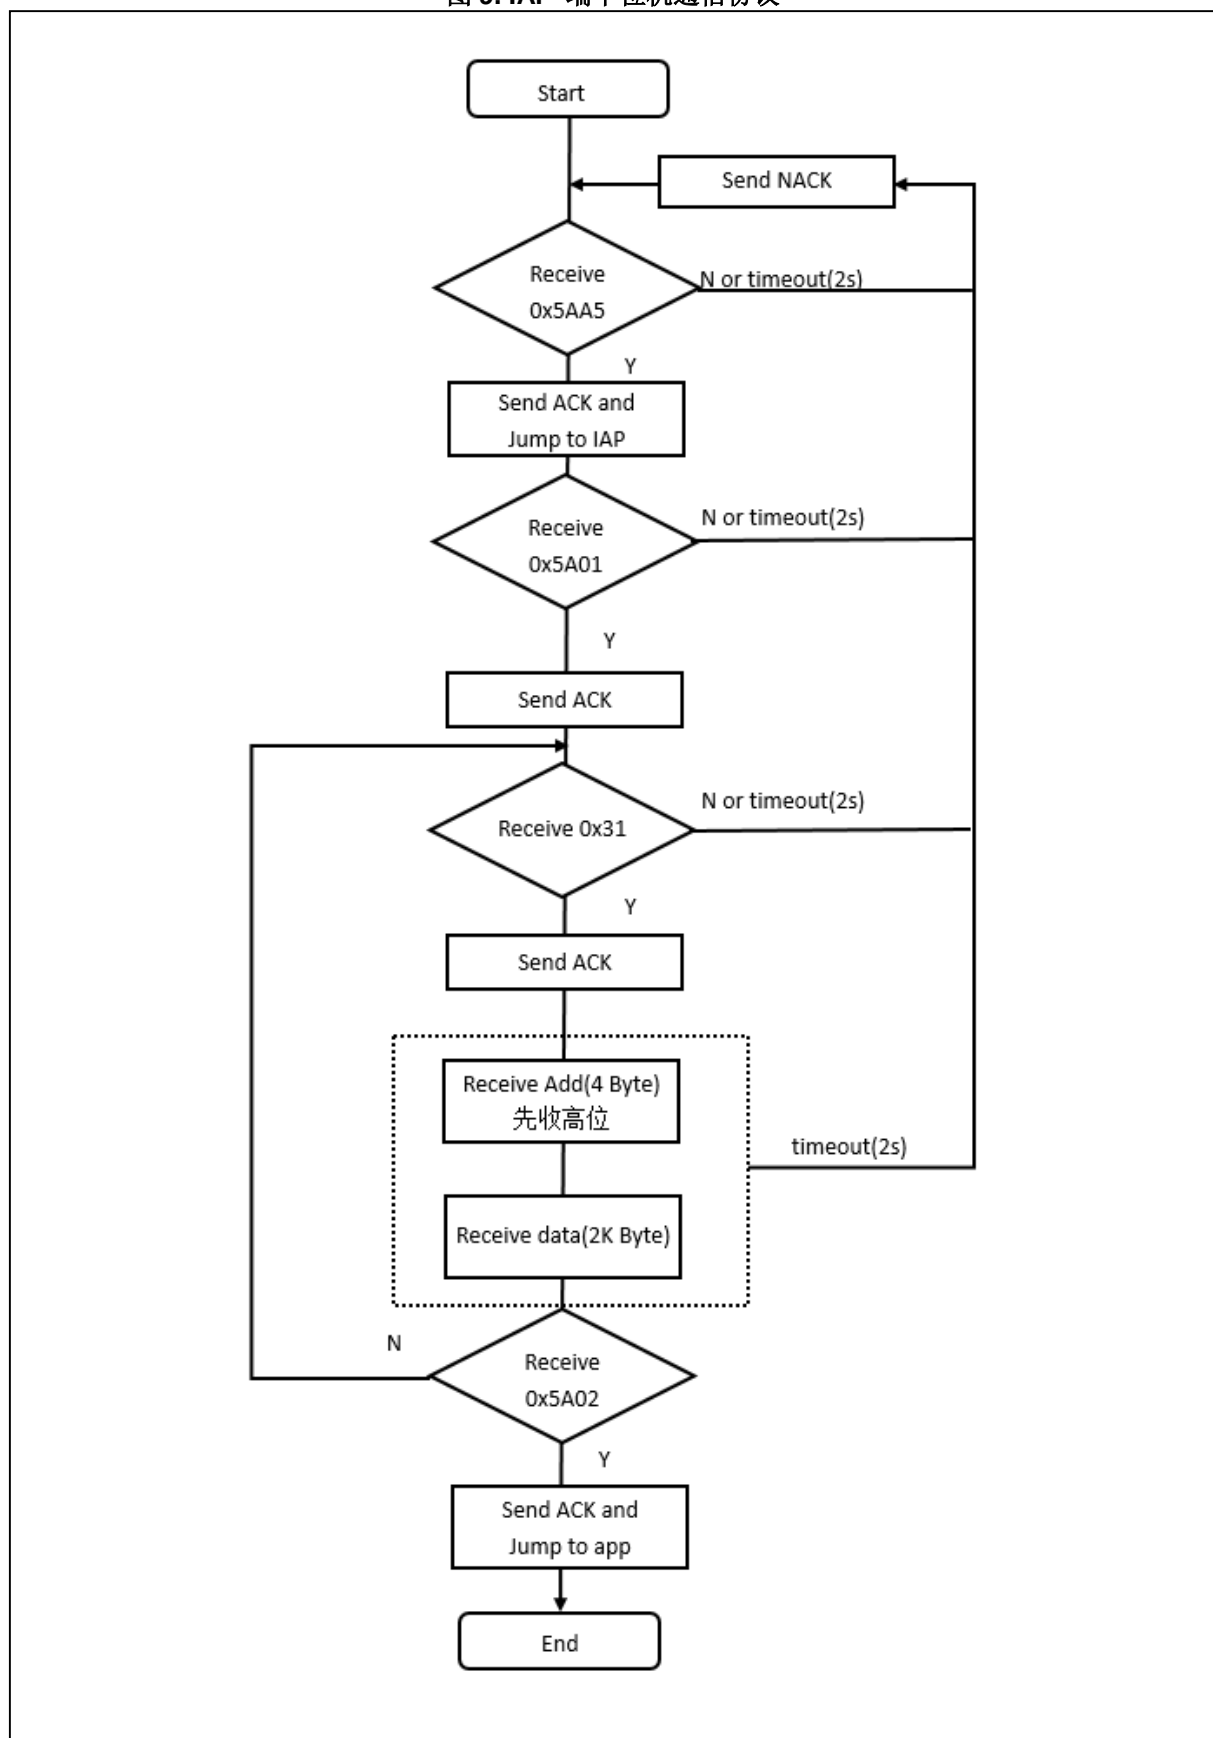 Start
Send NACK
Receive
0x5AA5
N or timeout(2s)
Y
Send ACK and
Jump to IAP
Receive
0x5A01
N or timeout(2s)
Y
Send ACK
Receive 0x31
N or timeout(2s)
Y
Send ACK
Receive Add(4 Byte)
先收高位
timeout(2s)
Receive data(2K Byte)
N
Receive
0x5A02
Y
Send ACK and
Jump to app
End